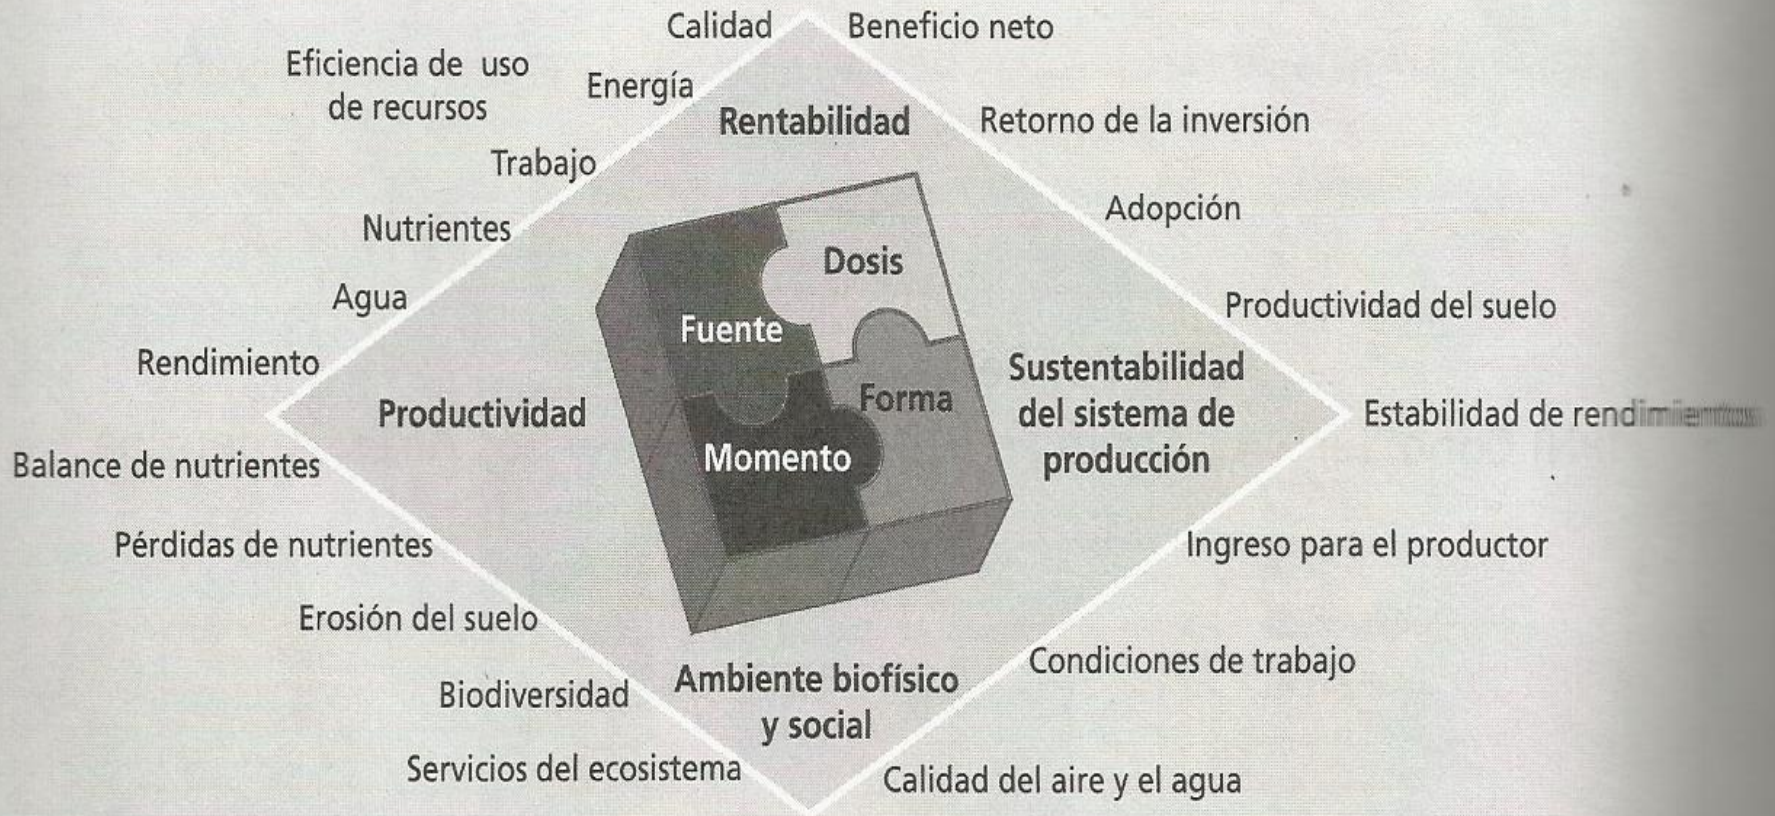 Calidad
Beneficio neto
Eficiencia de uso
de recursos
Energía
Rentabilidad
Retorno de la inversión
Trabajo
Nutrientes
Adopción
Agua
Dosis
Productividad del suelo
Fuente
Rendimiento
Productividad
Forma
Sustentabilidad
del sistema de
producción
Estabilidad de
Momento
Balance de nutrientes
Pérdidas de nutrientes
Ingreso para el productor
Erosión del suelo
Condiciones de trabajo
Biodiversidad
Ambiente biofísico
y social
Servicios del ecosistema
Calidad del aire y el agua